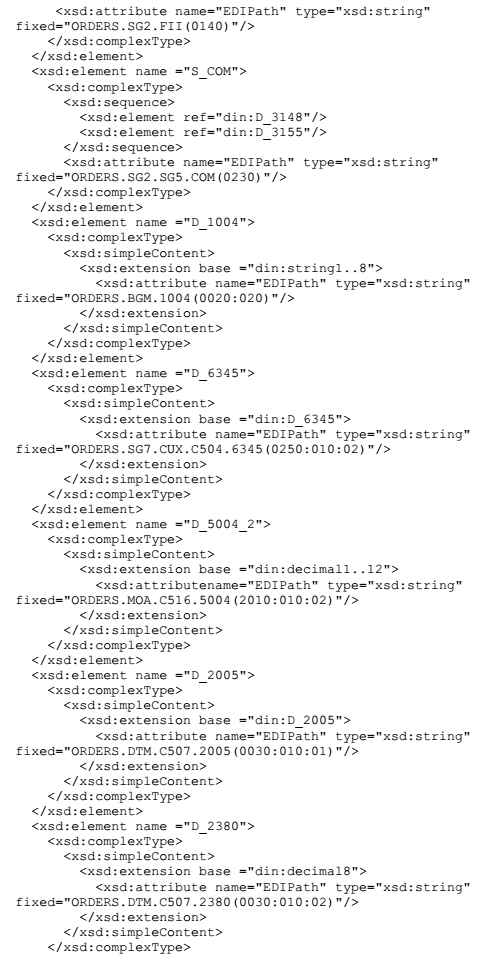 <xsd:attribute name="EDIPath" type="xsd:string"
fixed="ORDERS.SG2.FII(0140)"/>
    </xsd:complexType>
  </xsd:element>
  <xsd:element name ="S_COM">
    <xsd:complexType>
      <xsd:sequence>
        <xsd:element ref="din:D_3148"/>
        <xsd:element ref="din:D_3155"/>
      </xsd:sequence>
      <xsd:attribute name="EDIPath" type="xsd:string"
fixed="ORDERS.SG2.SG5.COM(0230)"/>
    </xsd:complexType>
  </xsd:element>
  <xsd:element name ="D_1004">
    <xsd:complexType>
      <xsd:simpleContent>
        <xsd:extension base ="din:string1..8">
          <xsd:attribute name="EDIPath" type="xsd:string"
fixed="ORDERS.BGM.1004(0020:020)"/>
        </xsd:extension>
      </xsd:simpleContent>
    </xsd:complexType>
  </xsd:element>
  <xsd:element name ="D_6345">
    <xsd:complexType>
      <xsd:simpleContent>
        <xsd:extension base ="din:D_6345">
          <xsd:attribute name="EDIPath" type="xsd:string"
fixed="ORDERS.SG7.CUX.C504.6345(0250:010:02)"/>
        </xsd:extension>
      </xsd:simpleContent>
    </xsd:complexType>
  </xsd:element>
  <xsd:element name ="D_5004_2">
    <xsd:complexType>
      <xsd:simpleContent>
        <xsd:extension base ="din:decimal1..12">
          <xsd:attributename="EDIPath" type="xsd:string"
fixed="ORDERS.MOA.C516.5004(2010:010:02)"/>
        </xsd:extension>
      </xsd:simpleContent>
    </xsd:complexType>
  </xsd:element>
  <xsd:element name ="D_2005">
    <xsd:complexType>
      <xsd:simpleContent>
        <xsd:extension base ="din:D_2005">
          <xsd:attribute name="EDIPath" type="xsd:string"
fixed="ORDERS.DTM.C507.2005(0030:010:01)"/>
        </xsd:extension>
      </xsd:simpleContent>
    </xsd:complexType>
  </xsd:element>
  <xsd:element name ="D_2380">
    <xsd:complexType>
      <xsd:simpleContent>
        <xsd:extension base ="din:decimal8">
          <xsd:attribute name="EDIPath" type="xsd:string"
fixed="ORDERS.DTM.C507.2380(0030:010:02)"/>
        </xsd:extension>
      </xsd:simpleContent>
    </xsd:complexType>